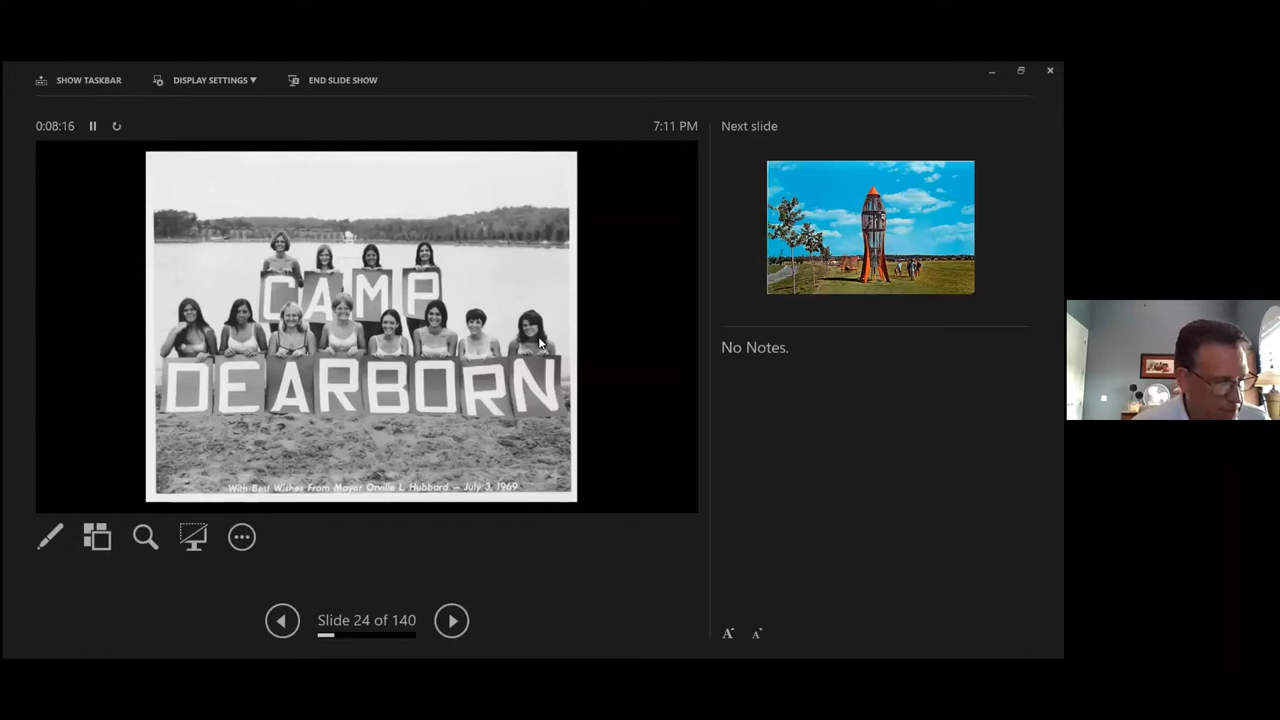 SHOW TASKBAR
DISPLAY SETTINGS ▼
END SLIDE SHOW
0:08:16
7:11 PM
Next slide
CAMP
DEARBORN
With Best Wishes From Mayor Orville L. Hubbard — July 3, 1969
No Notes.
Slide 24 of 140
A A